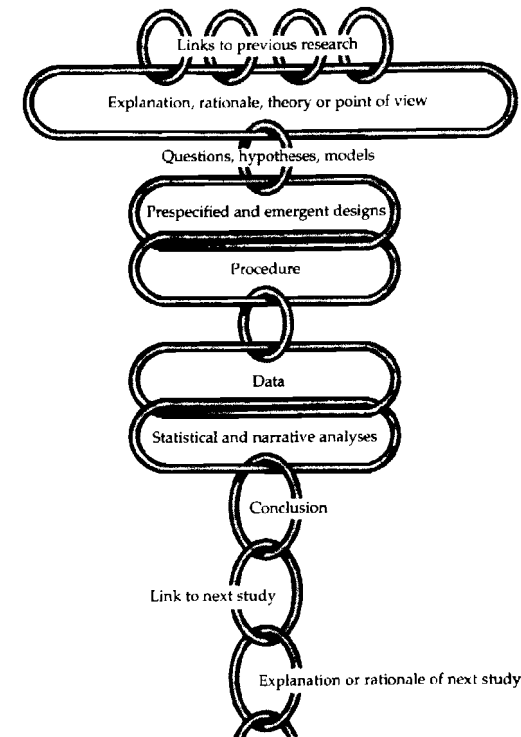 Links to previous research
Explanation, rationale, theory or point of view
Questions, hypotheses, models
Prespecified and emergent designs
Procedure
Data
Statistical and narrative analyses
Conclusion
Link to next study
Explanation or rationale of next study